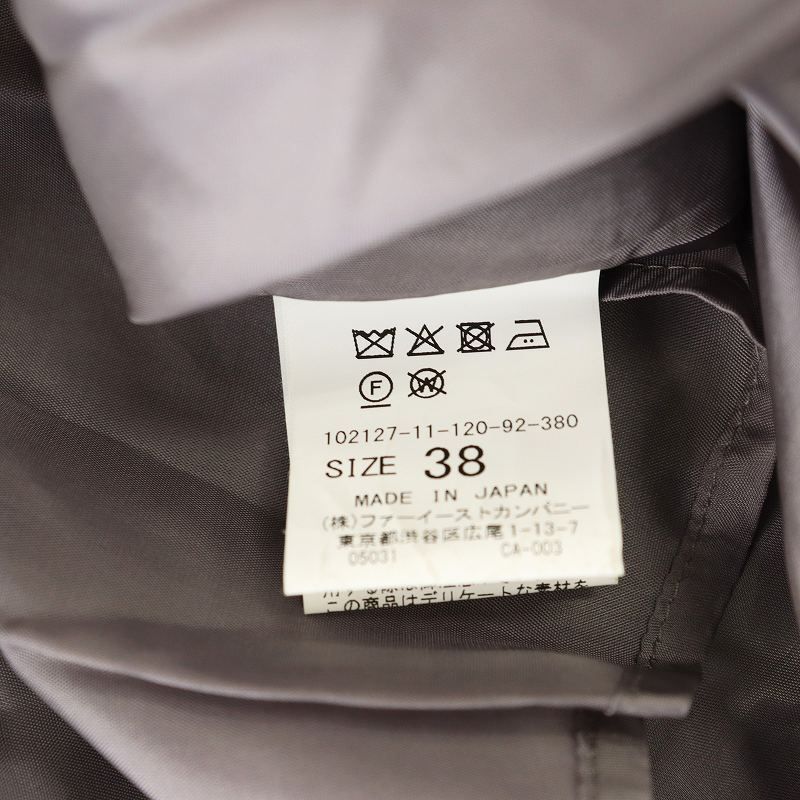 F
W
102127-11-120-92-380
SIZE 38
MADE IN JAPAN
(株)ファーイーストカンパニー
東京都渋谷区広尾1-13-7
05031 CA-003
この商品はデリケートな素材を